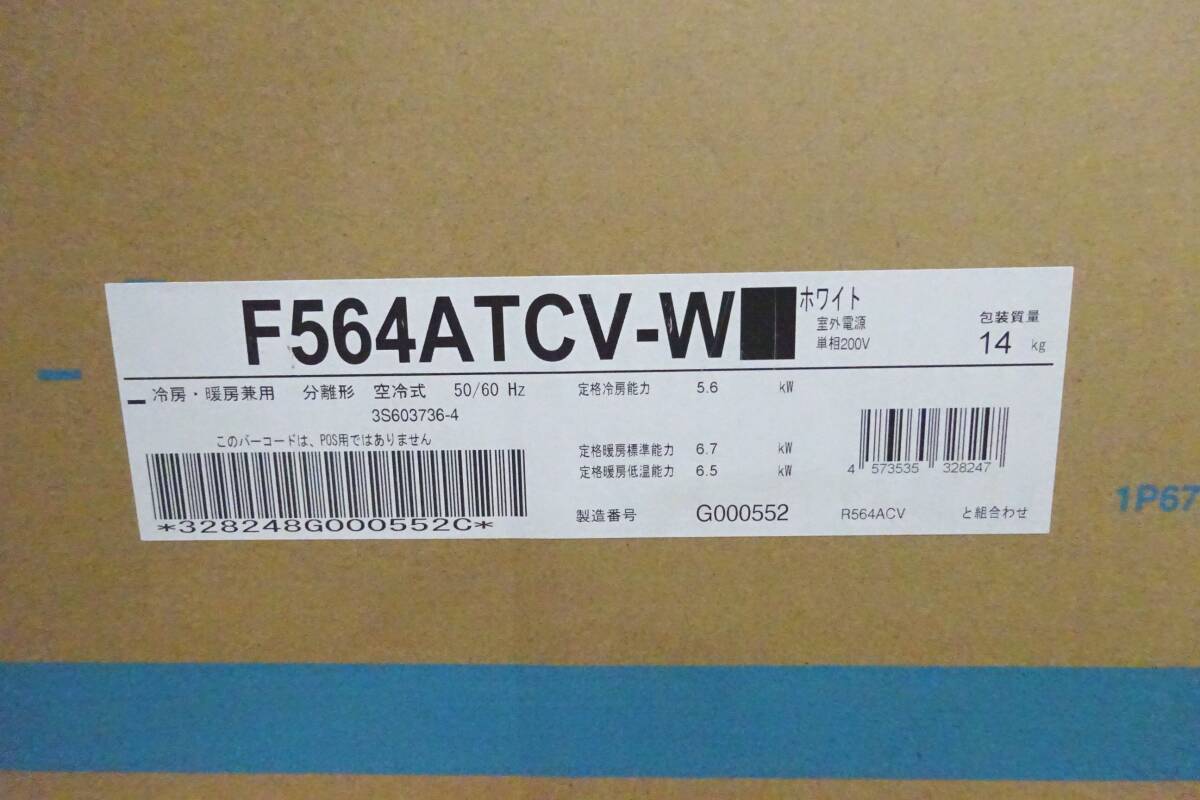 F564ATCV-W ホワイト
室外電源
単相200V
包装質量
14 kg
冷房・暖房兼用 分離形 空冷式 50/60 Hz
3S603736-4
このバーコードは、POS用ではありません
*328248G000552C*
定格冷房能力 5.6 kW
定格暖房標準能力 6.7 kW
定格暖房低温能力 6.5 kW
製造番号 G000552
4 573535 328247
R564ACV と組合わせ
1P67